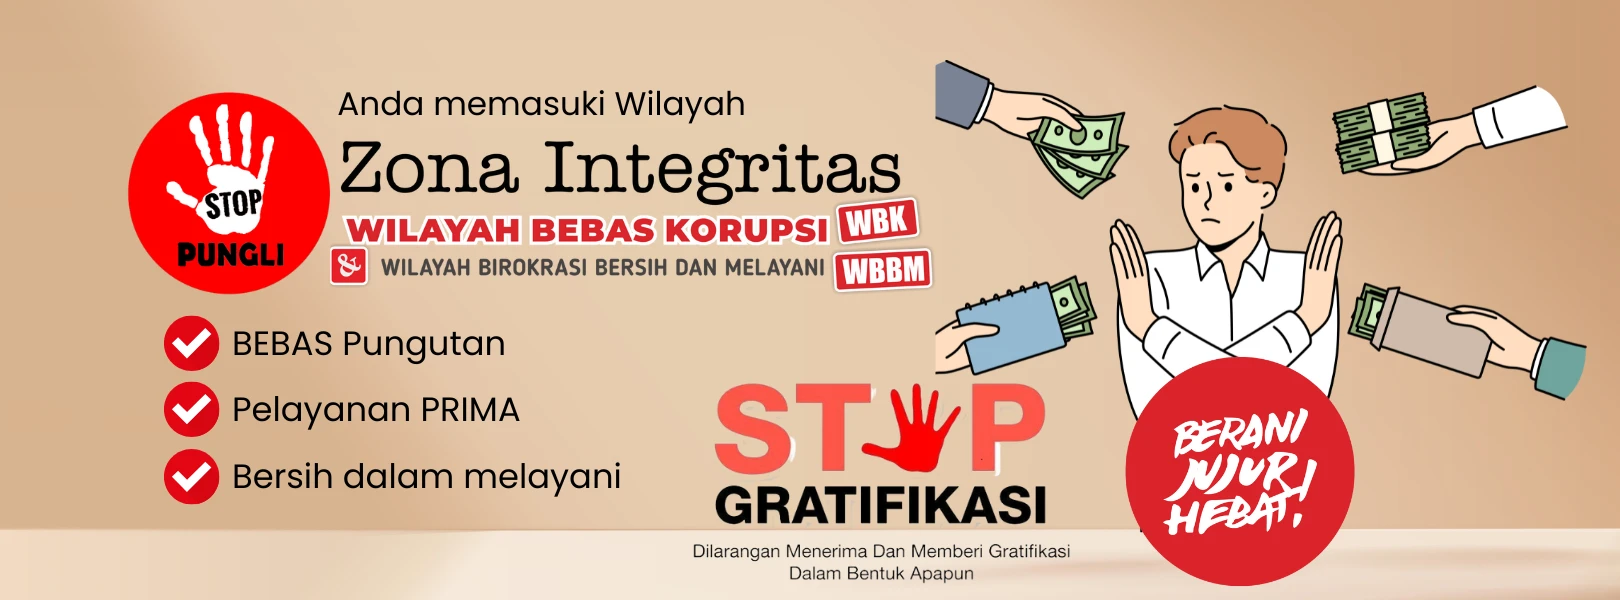 STOP
PUNGLI
Anda memasuki Wilayah
Zona Integritas
WILAYAH BEBAS KORUPSI WBK
& WILAYAH BIROKRASI BERSIH DAN MELAYANI WBBM
BEBAS Pungutan
Pelayanan PRIMA
Bersih dalam melayani
STOP
GRATIFIKASI
Dilarangan Menerima Dan Memberi Gratifikasi
Dalam Bentuk Apapun
BERANI
JUJUR
HEBAT!